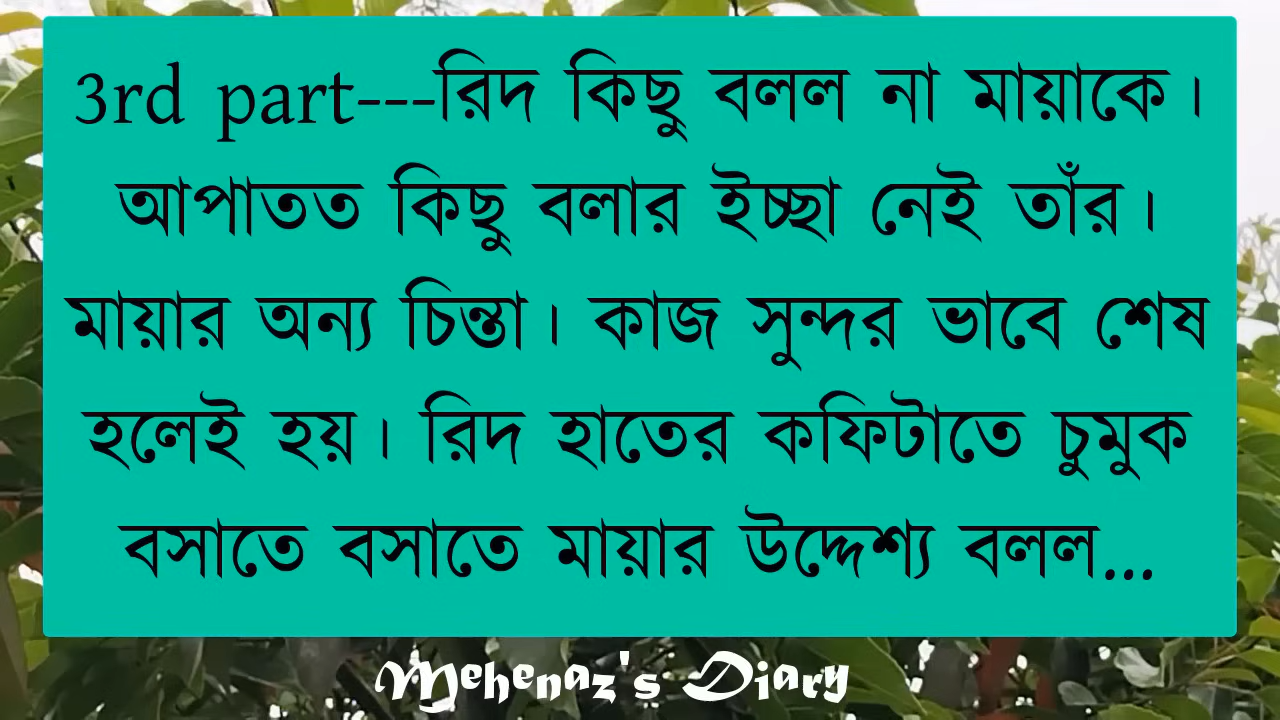 3rd part---রিদ কিছু বলল না মায়াকে।
আপাতত কিছু বলার ইচ্ছা নেই তাঁর।
মায়ার অন্য চিন্তা। কাজ সুন্দর ভাবে শেষ
হলেই হয়। রিদ হাতের কফিটাতে চুমুক
বসাতে বসাতে মায়ার উদ্দেশ্য বলল...
Mehenaz's Diary